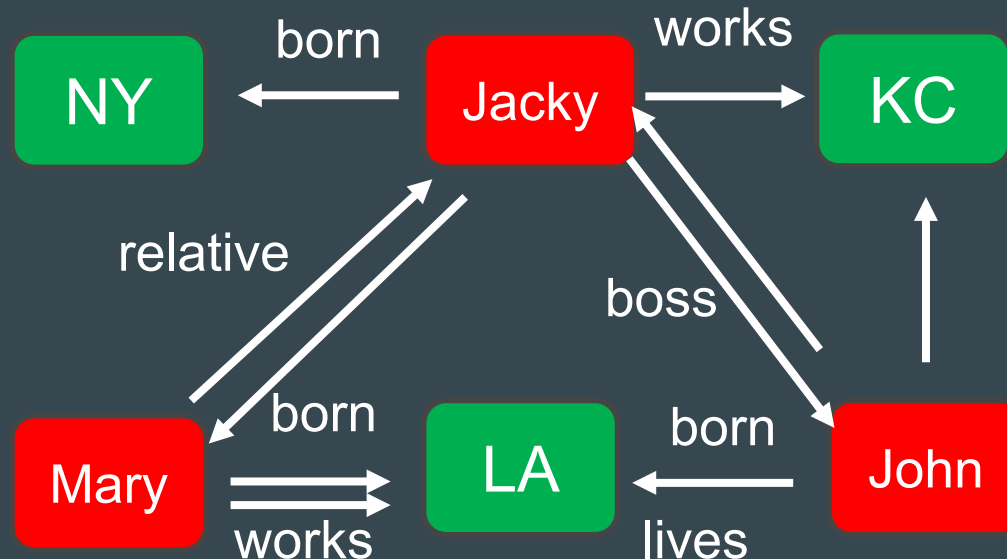 born
works
NY
Jacky
KC
relative
boss
born
born
Mary
LA
John
works
lives